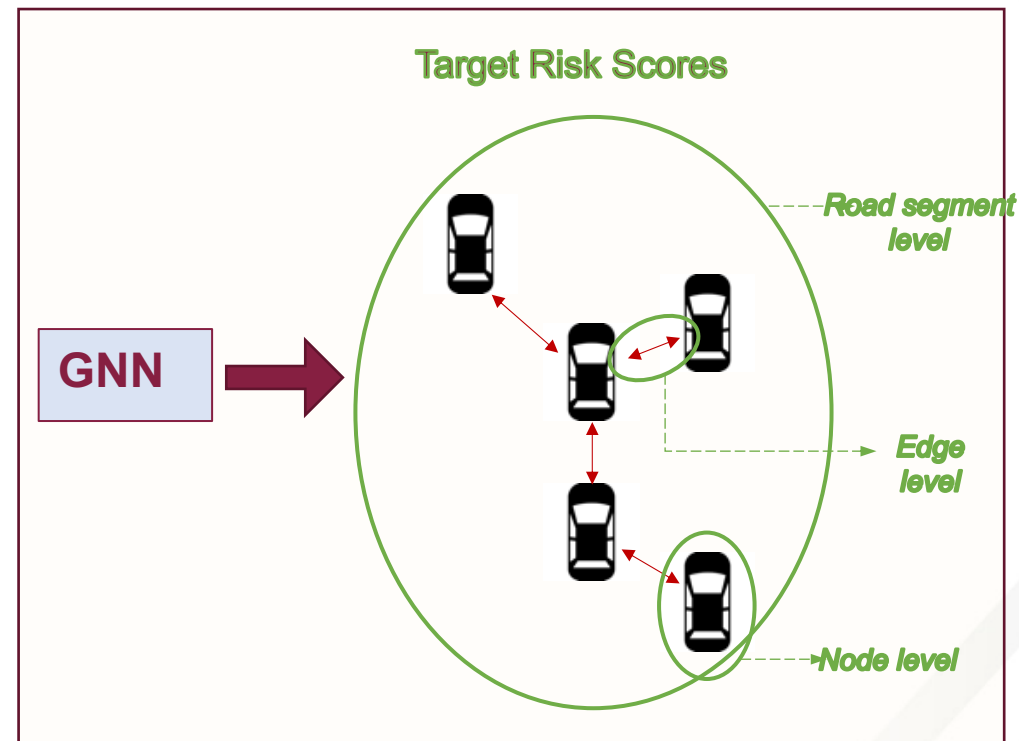 Target Risk Scores
Road segment
level
GNN
Edge
level
Node level